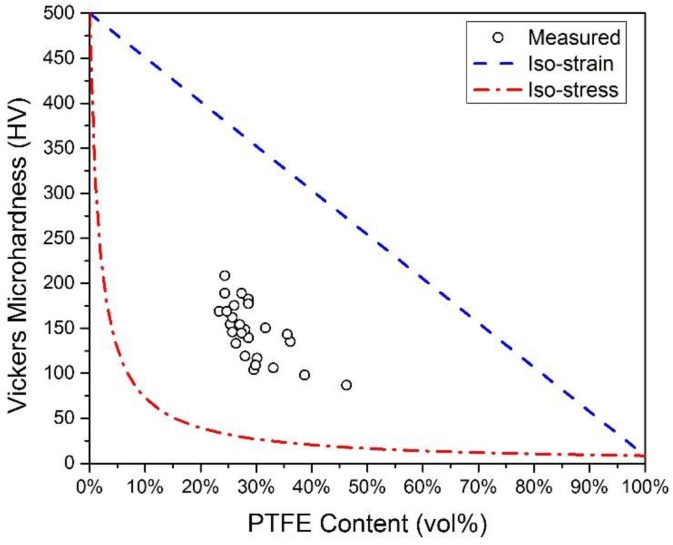 500
450
400
350
300
250
200
150
100
50
0
Vickers Microhardness (HV)
Measured
Iso-strain
Iso-stress
0% 10% 20% 30% 40% 50% 60% 70% 80% 90% 100%
PTFE Content (vol%)